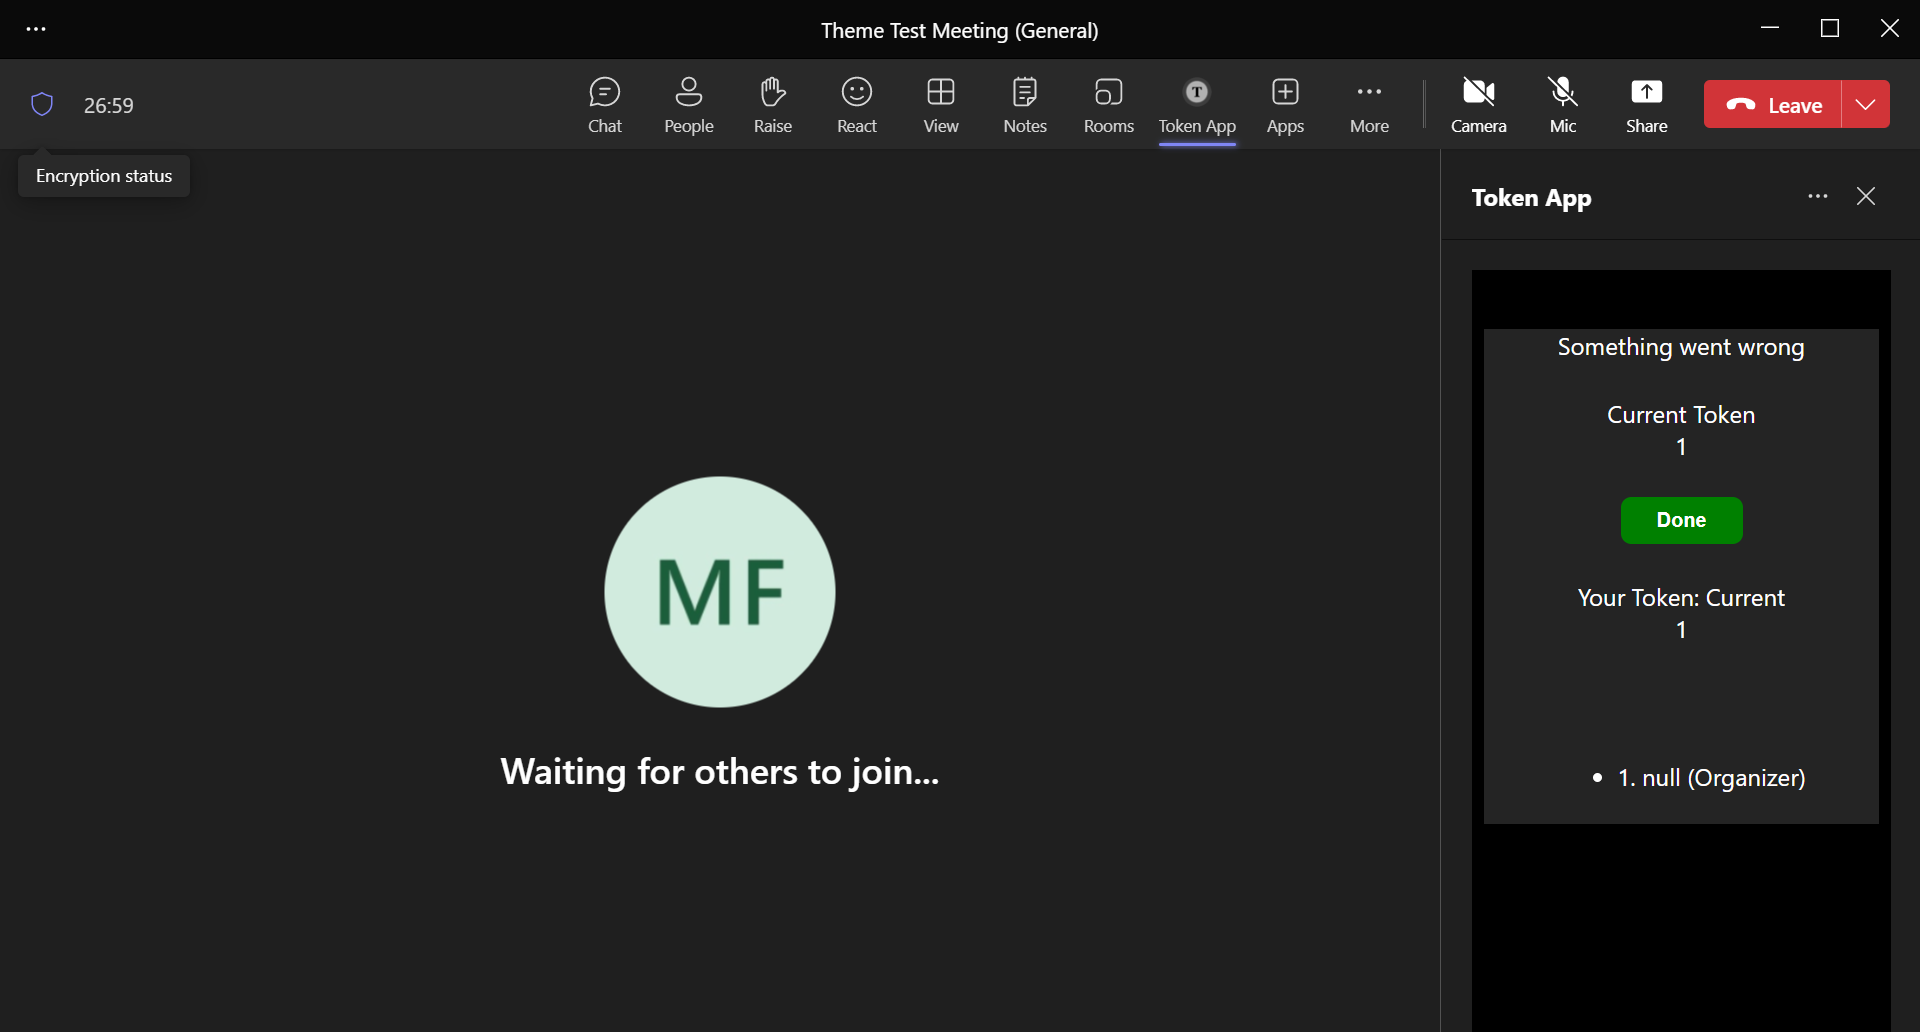 Theme Test Meeting (General)
26:59
Chat
People
Raise
React
View
Notes
Rooms
T
Token App
Apps
More
Camera
Mic
Share
Leave
Encryption status
Token App
Something went wrong
Current Token
1
Done
Your Token: Current
1
• 1. null (Organizer)
MF
Waiting for others to join...